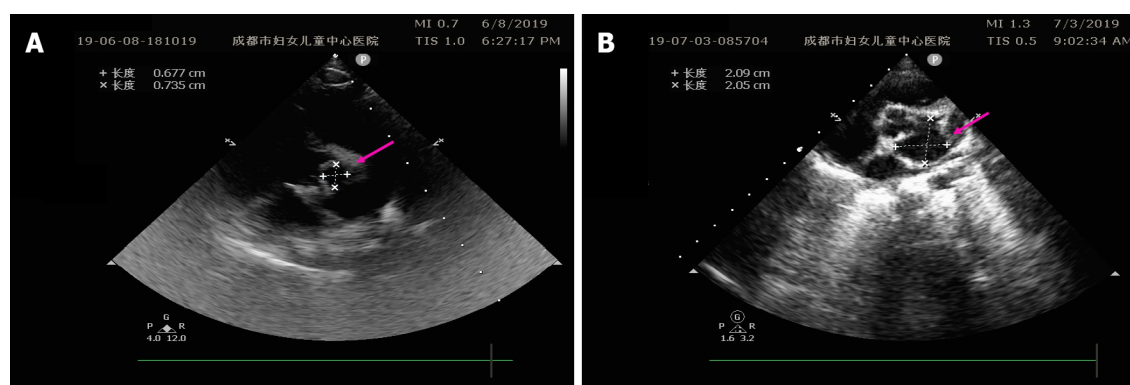 A
MI 0.7 6/8/2019
19-06-08-181019 成都市妇女儿童中心医院 TIS 1.0 6:27:17 PM
P
+ 长度 0.677 cm
× 长度 0.735 cm
G
P R
4.0 12.0
B
MI 1.3 7/3/2019
19-07-03-085704 成都市妇女儿童中心医院 TIS 0.5 9:02:34 AM
P
+ 长度 2.09 cm
× 长度 2.05 cm
G
P R
1.6 3.2